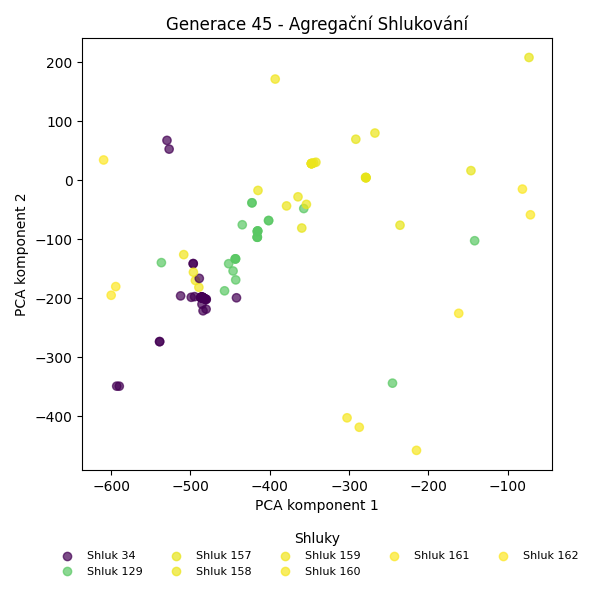 Generace 45 - Agregační Shlukování
200
100
0
−100
−200
−300
−400
PCA komponent 2
−600 −500 −400 −300 −200 −100
PCA komponent 1
Shluky
Shluk 34 Shluk 157 Shluk 159 Shluk 161 Shluk 162
Shluk 129 Shluk 158 Shluk 160